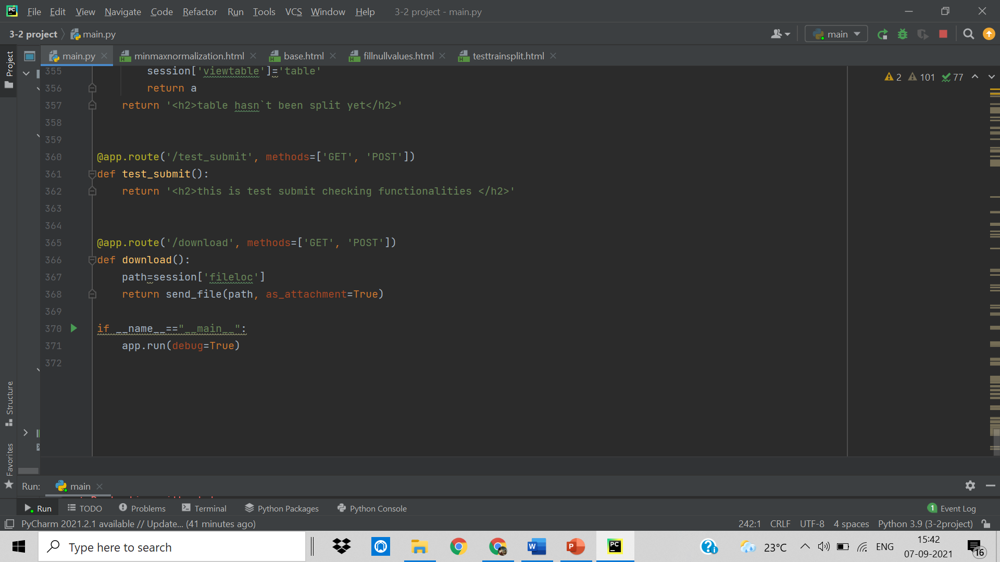 PC File Edit View Navigate Code Refactor Run Tools VCS Window Help 3-2 project - main.py
3-2 project main.py main
main.py minmaxnormalization.html base.html fillnullvalues.html testtrainsplit.html
Project
2 101 77
355 session['viewtable']='table'
356 return a
357 return '<h2>table hasn`t been split yet</h2>'
358
359
360 @app.route('/test_submit', methods=['GET', 'POST'])
361 def test_submit():
362 return '<h2>this is test submit checking functionalities </h2>'
363
364
365 @app.route('/download', methods=['GET', 'POST'])
366 def download():
367 path=session['fileloc']
368 return send_file(path, as_attachment=True)
369
370 if __name__=="__main__":
371 app.run(debug=True)
372
Structure
Favorites
Run: main
Run TODO Problems Terminal Python Packages Python Console 1 Event Log
PyCharm 2021.2.1 available // Update... (41 minutes ago) 242:1 CRLF UTF-8 4 spaces Python 3.9 (3-2project)
Type here to search W P PC 23°C ENG 15:42
07-09-2021 16